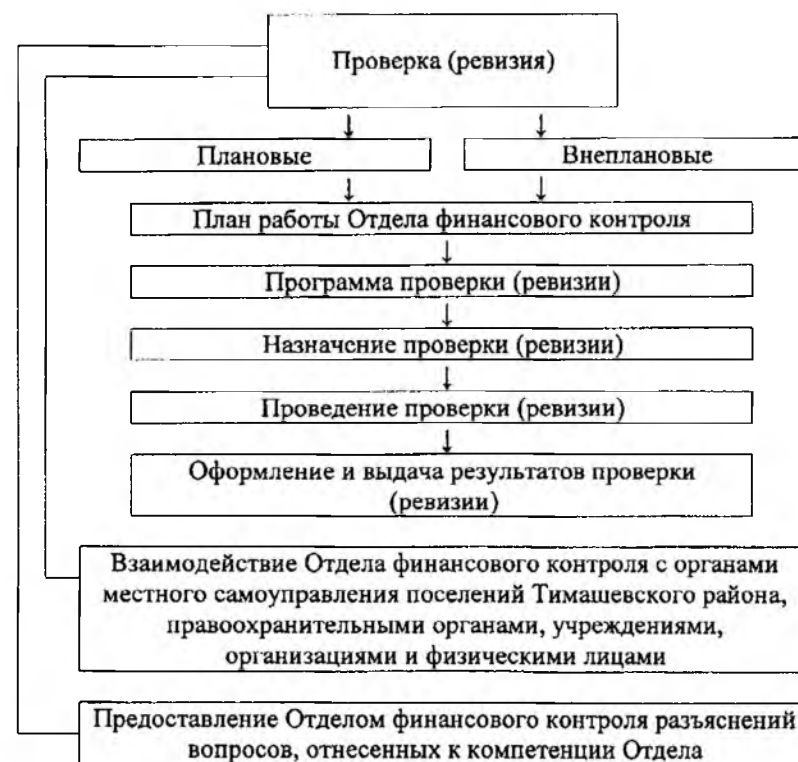 Проверка (ревизия)
Плановые
Внеплановые
План работы Отдела финансового контроля
Программа проверки (ревизии)
Назначение проверки (ревизии)
Проведение проверки (ревизии)
Оформление и выдача результатов проверки
(ревизии)
Взаимодействие Отдела финансового контроля с органами
местного самоуправления поселений Тимашевского района,
правоохранительными органами, учреждениями,
организациями и физическими лицами
Предоставление Отделом финансового контроля разъяснений
вопросов, отнесенных к компетенции Отдела